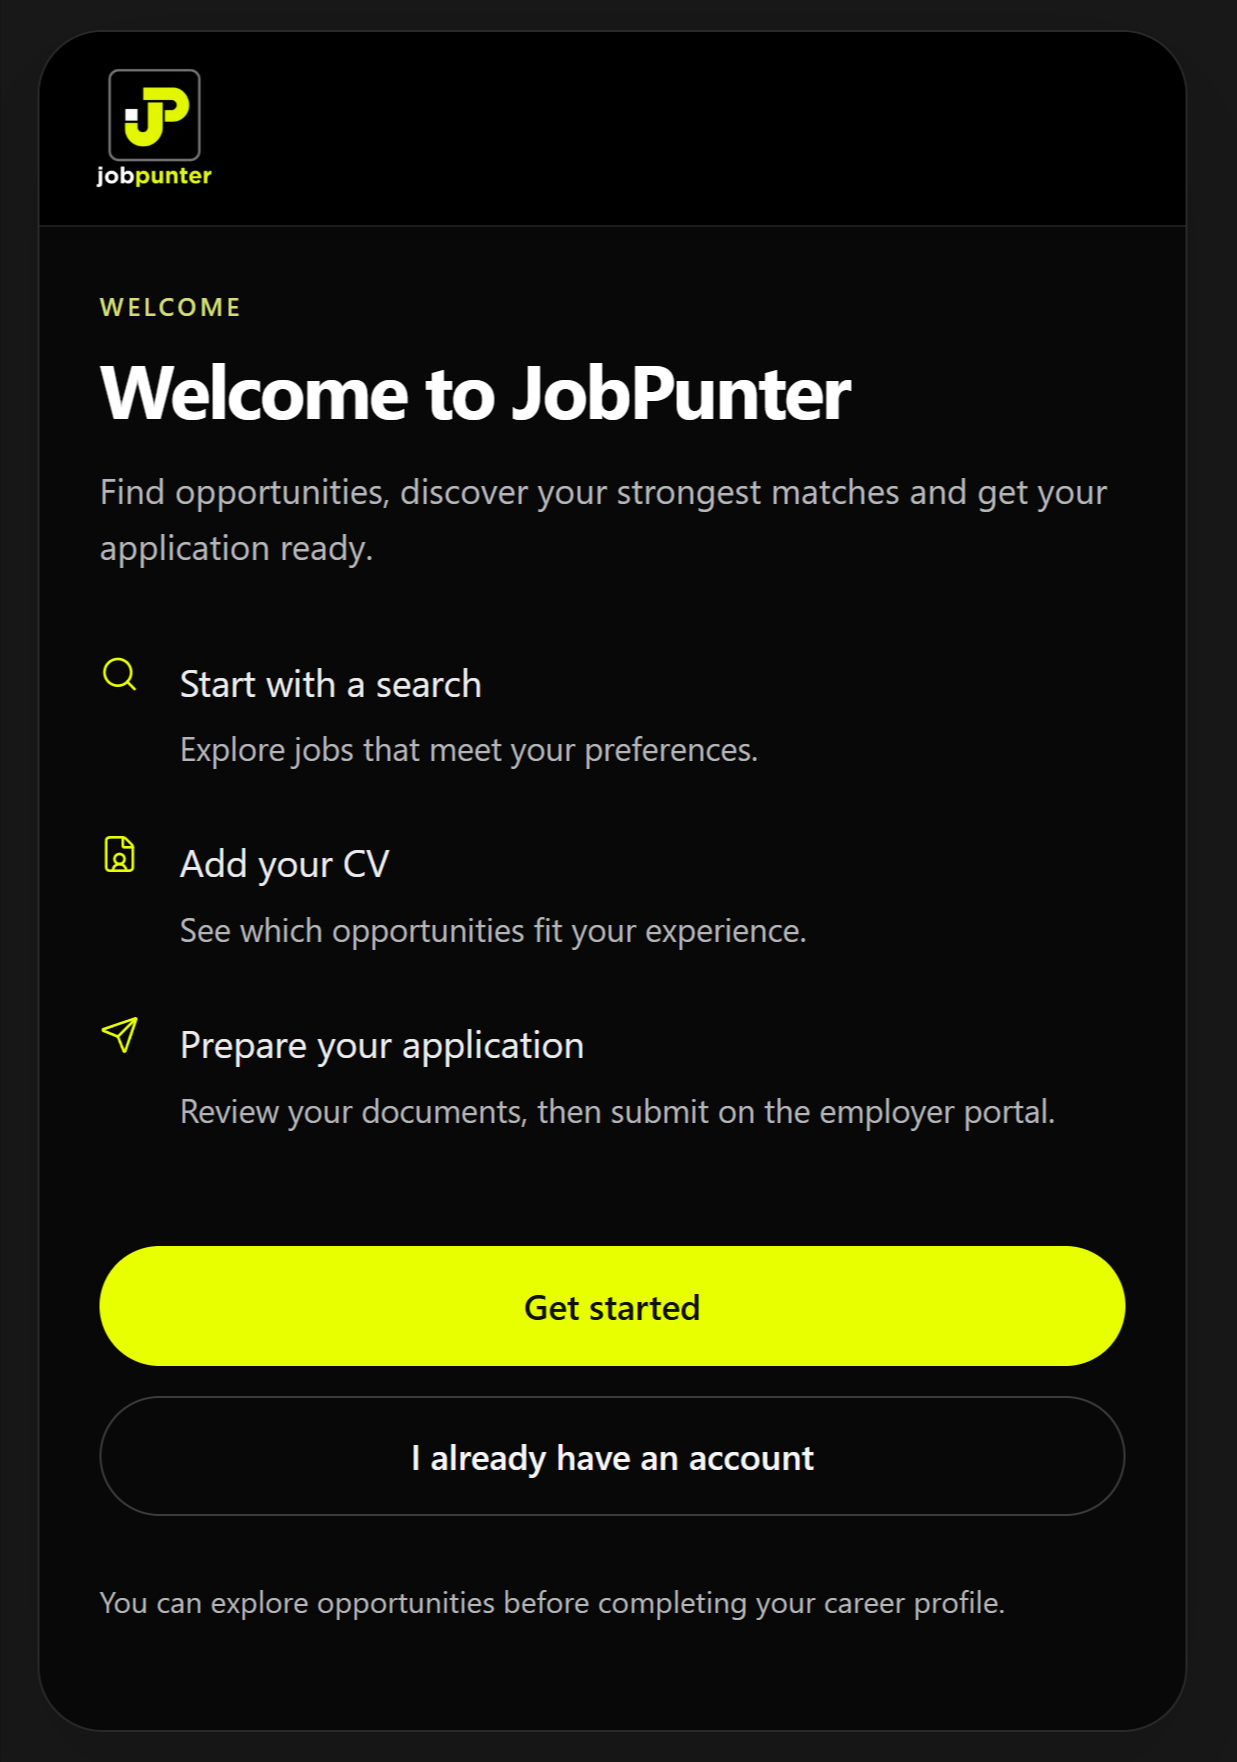 JP
jobpunter
WELCOME
Welcome to JobPunter
Find opportunities, discover your strongest matches and get your
application ready.
Start with a search
Explore jobs that meet your preferences.
Add your CV
See which opportunities fit your experience.
Prepare your application
Review your documents, then submit on the employer portal.
Get started
I already have an account
You can explore opportunities before completing your career profile.